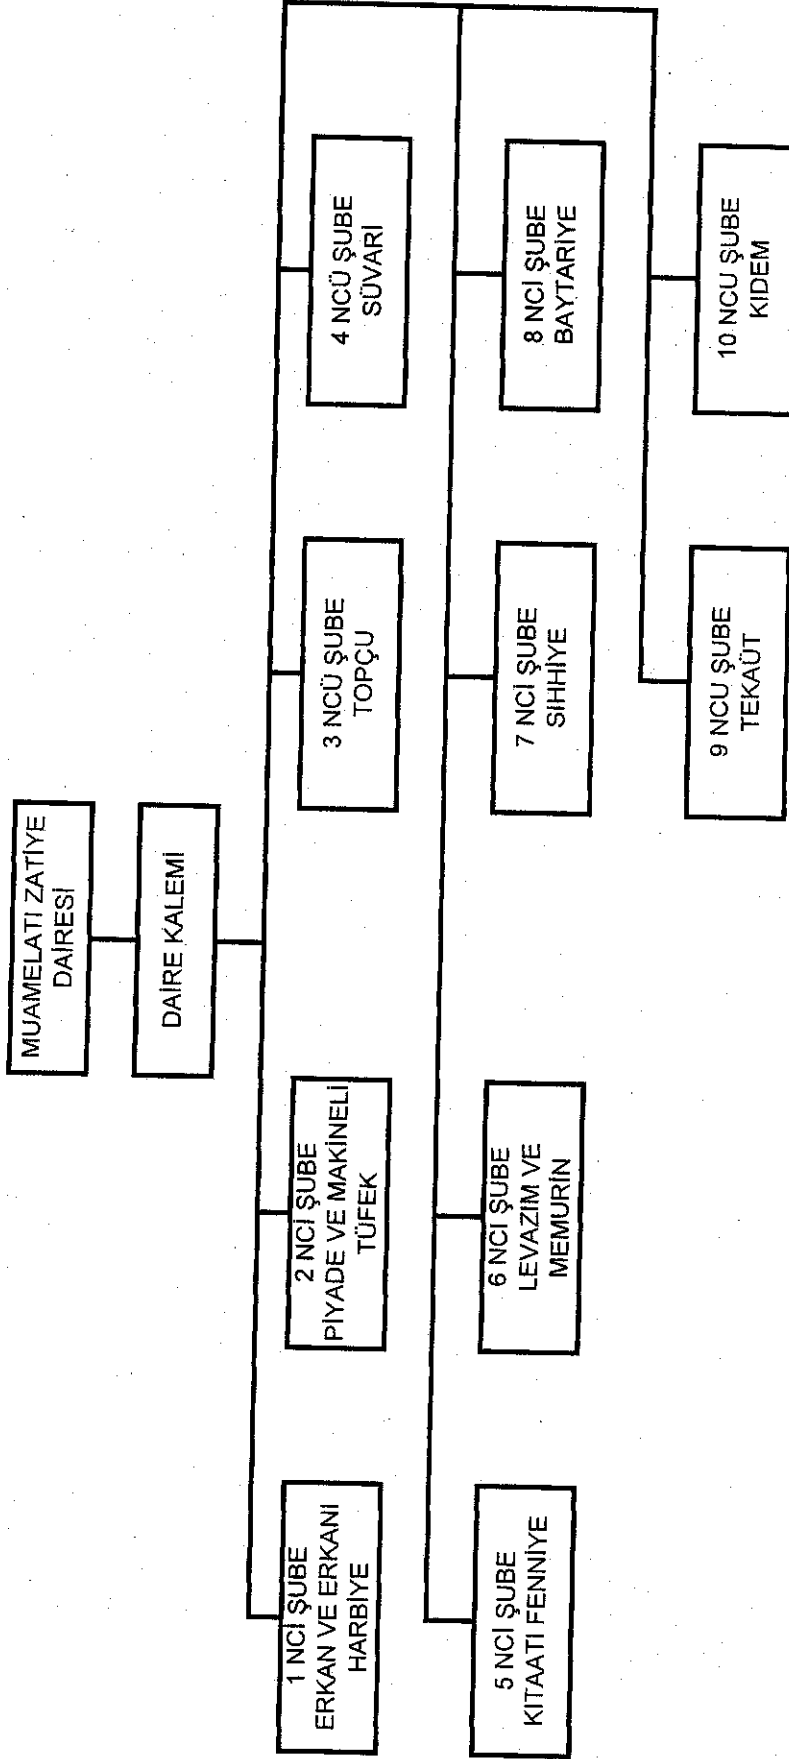 MUAMELATI ZATİYE
DAİRESİ
DAİRE KALEMİ
1 NCİ ŞUBE
ERKAN VE ERKANI
HARBİYE
2 NCİ ŞUBE
PİYADE VE MAKİNELİ
TÜFEK
3 NCÜ ŞUBE
TOPÇU
4 NCÜ ŞUBE
SÜVARİ
5 NCİ ŞUBE
KITAATI FENNİYE
6 NCI ŞUBE
LEVAZIM VE
MEMURİN
7 NCİ ŞUBE
SIHHİYE
8 NCİ ŞUBE
BAYTARİYE
9 NCU ŞUBE
TEKAÜT
10 NCU ŞUBE
KIDEM